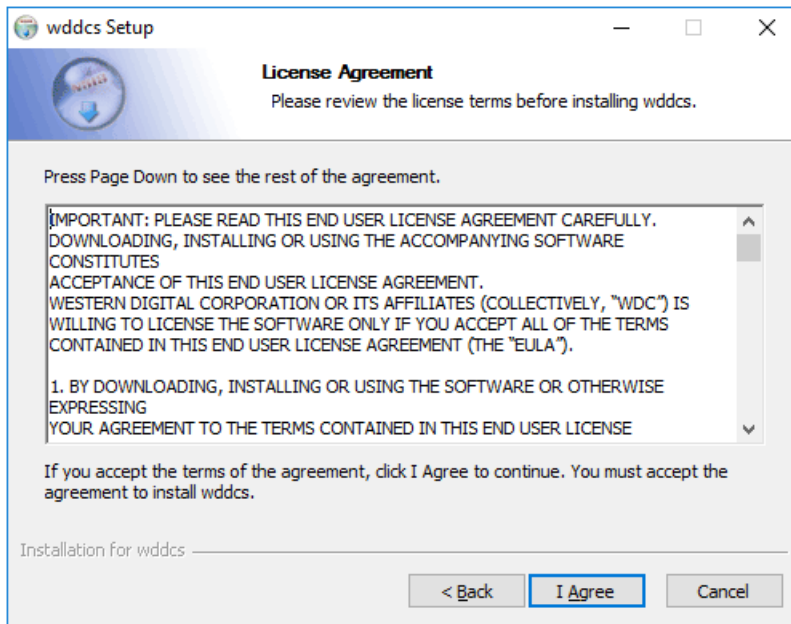 wddcs Setup
License Agreement
Please review the license terms before installing wddcs.
Press Page Down to see the rest of the agreement.
IMPORTANT: PLEASE READ THIS END USER LICENSE AGREEMENT CAREFULLY.
DOWNLOADING, INSTALLING OR USING THE ACCOMPANYING SOFTWARE
CONSTITUTES
ACCEPTANCE OF THIS END USER LICENSE AGREEMENT.
WESTERN DIGITAL CORPORATION OR ITS AFFILIATES (COLLECTIVELY, "WDC") IS
WILLING TO LICENSE THE SOFTWARE ONLY IF YOU ACCEPT ALL OF THE TERMS
CONTAINED IN THIS END USER LICENSE AGREEMENT (THE "EULA").
1. BY DOWNLOADING, INSTALLING OR USING THE SOFTWARE OR OTHERWISE
EXPRESSING
YOUR AGREEMENT TO THE TERMS CONTAINED IN THIS END USER LICENSE
If you accept the terms of the agreement, click I Agree to continue. You must accept the
agreement to install wddcs.
Installation for wddcs
< Back
I Agree
Cancel